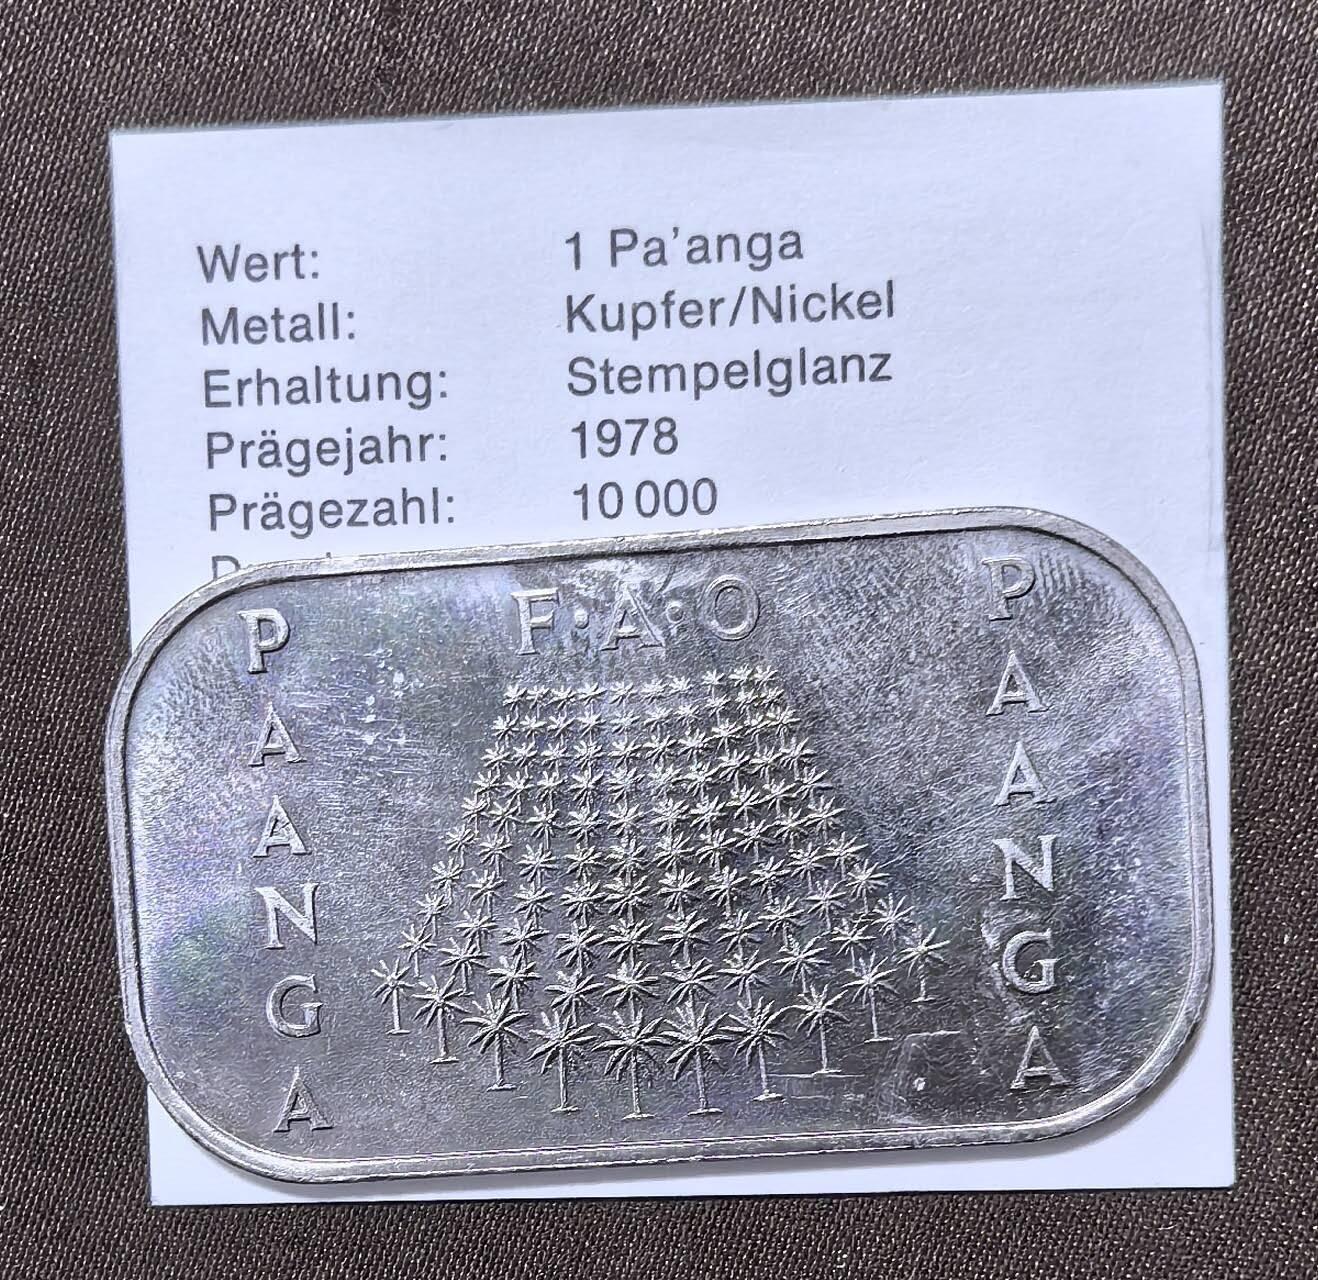 Wert: 1 Pa'anga
Metall: Kupfer/Nickel
Erhaltung: Stempelglanz
Prägejahr: 1978
Prägezahl: 10 000
F·A·O
PAANGA
PAANGA